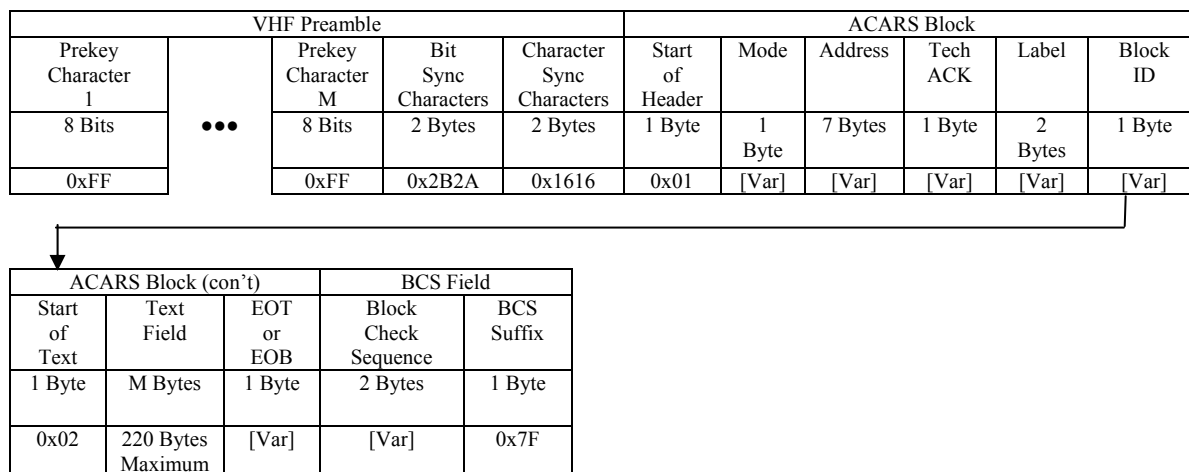 VHF Preamble ACARS Block
Prekey Character 1 Prekey Character M Bit Sync Characters Character Sync Characters Start of Header Mode Address Tech ACK Label Block ID
8 Bits ••• 8 Bits 2 Bytes 2 Bytes 1 Byte 1 Byte 7 Bytes 1 Byte 2 Bytes 1 Byte
0xFF 0xFF 0x2B2A 0x1616 0x01 [Var] [Var] [Var] [Var] [Var]
ACARS Block (con't) BCS Field
Start of Text Text Field EOT or EOB Block Check Sequence BCS Suffix
1 Byte M Bytes 1 Byte 2 Bytes 1 Byte
0x02 220 Bytes Maximum [Var] [Var] 0x7F